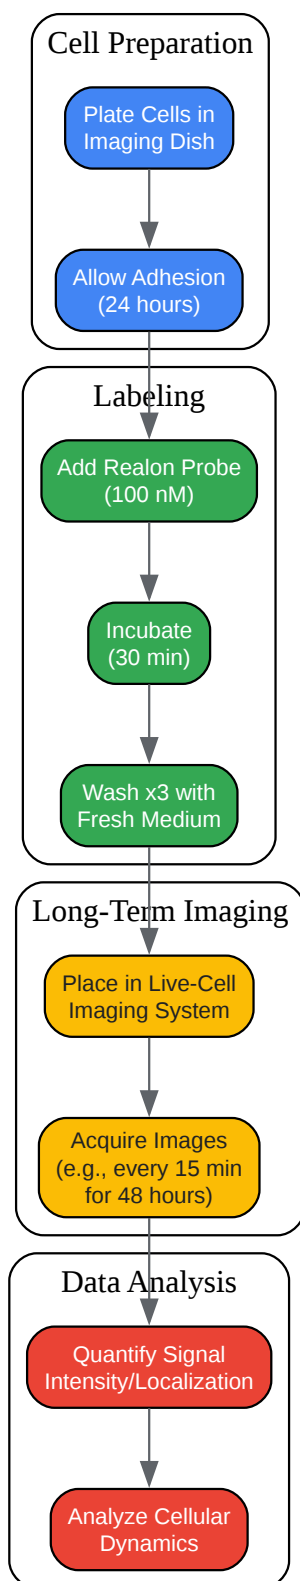 Cell Preparation
Plate Cells in
Imaging Dish
Allow Adhesion
(24 hours)
Labeling
Add Realon Probe
(100 nM)
Incubate
(30 min)
Wash x3 with
Fresh Medium
Long-Term Imaging
Place in Live-Cell
Imaging System
Acquire Images
(e.g., every 15 min
for 48 hours)
Data Analysis
Quantify Signal
Intensity/Localization
Analyze Cellular
Dynamics